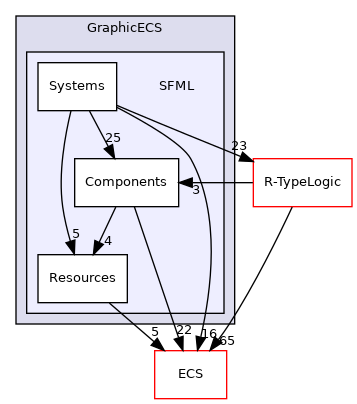 GraphicECS
Systems
SFML
25
23
Components
R-TypeLogic
3
5
4
Resources
5
22
16
65
ECS